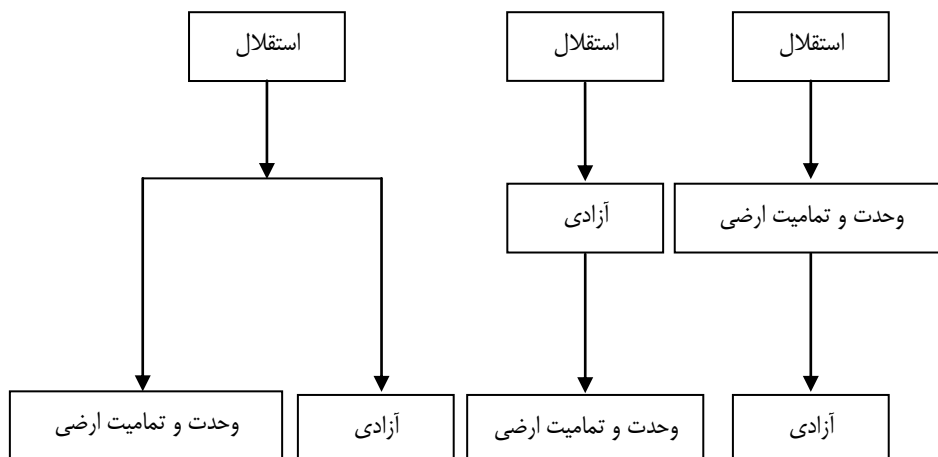 استقلال
استقلال
استقلال
وحدت و تمامیت ارضی
آزادی
آزادی
وحدت و تمامیت ارضی
آزادی
وحدت و تمامیت ارضی